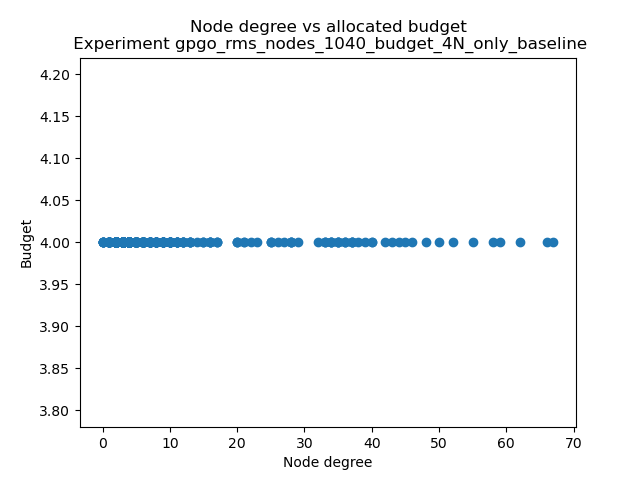 Node degree vs allocated budget
Experiment gpgo_rms_nodes_1040_budget_4N_only_baseline
4.20
4.15
4.10
4.05
4.00
3.95
3.90
3.85
3.80
Budget
0 10 20 30 40 50 60 70
Node degree